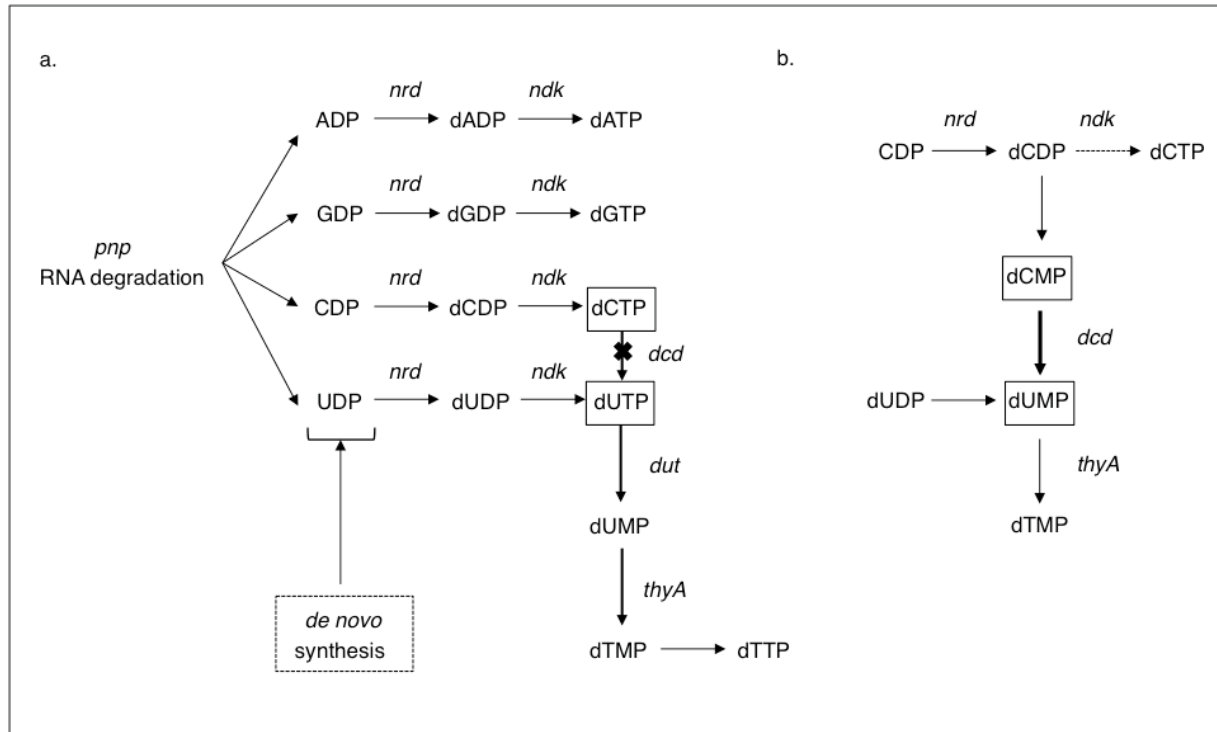 a.
nrd ndk
ADP dADP dATP
nrd ndk
GDP dGDP dGTP
pnp
RNA degradation
nrd ndk
CDP dCDP dCTP
dcd
nrd ndk
UDP dUDP dUTP
dut
dUMP
thyA
de novo
synthesis
dTMP dTTP
b.
nrd ndk
CDP dCDP dCTP
dCMP
dcd
dUDP dUMP
thyA
dTMP